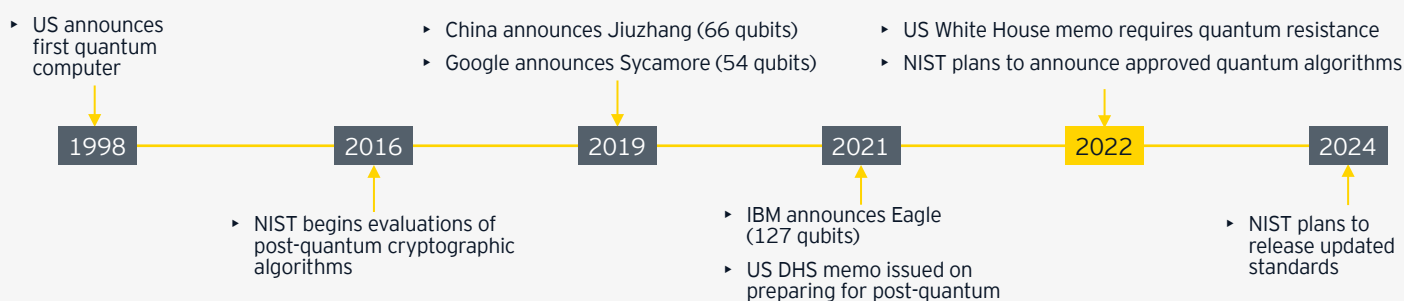 ▸ US announces
first quantum
computer
▸ China announces Jiuzhang (66 qubits)
▸ Google announces Sycamore (54 qubits)
▸ US White House memo requires quantum resistance
▸ NIST plans to announce approved quantum algorithms
1998
2016
2019
2021
2022
2024
▸ NIST begins evaluations of
post-quantum cryptographic
algorithms
▸ IBM announces Eagle
(127 qubits)
▸ US DHS memo issued on
preparing for post-quantum
▸ NIST plans to
release updated
standards